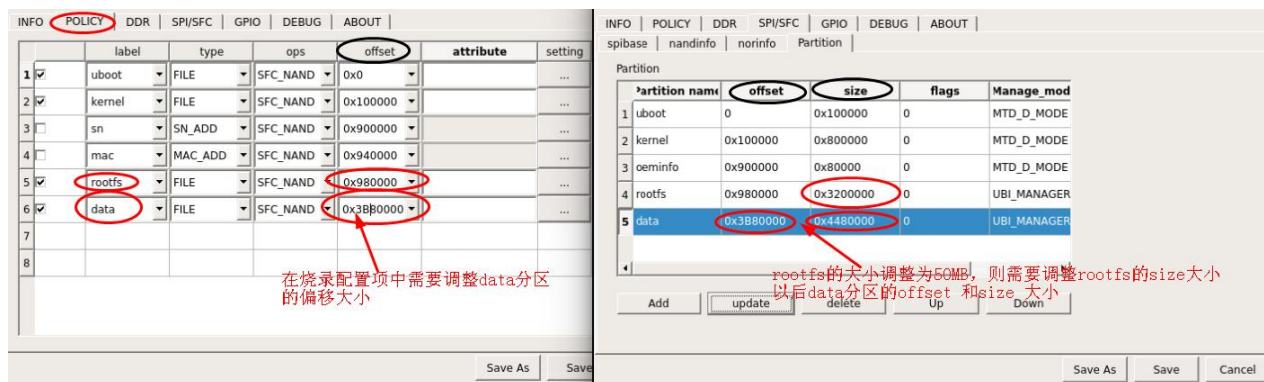 INFO POLICY DDR SPI/SFC GPIO DEBUG ABOUT
label type ops offset attribute setting
1 uboot FILE SFC_NAND 0x0 ...
2 kernel FILE SFC_NAND 0x100000 ...
3 sn SN_ADD SFC_NAND 0x900000 ...
4 mac MAC_ADD SFC_NAND 0x940000 ...
5 rootfs FILE SFC_NAND 0x980000 ...
6 data FILE SFC_NAND 0x3B80000 ...
7
8
在烧录配置项中需要调整data分区
的偏移大小
Save As Save
INFO POLICY DDR SPI/SFC GPIO DEBUG ABOUT
spibase nandinfo norinfo Partition
Partition
Partition name offset size flags Manage_mod
1 uboot 0 0x100000 0 MTD_D_MODE
2 kernel 0x100000 0x800000 0 MTD_D_MODE
3 oeminfo 0x900000 0x80000 0 MTD_D_MODE
4 rootfs 0x980000 0x3200000 0 UBI_MANAGER
5 data 0x3B80000 0x4480000 0 UBI_MANAGER
rootfs的大小调整为50MB，则需要调整rootfs的size大小
以后data分区的offset 和size 大小
Add update delete Up Down
Save As Save Cancel